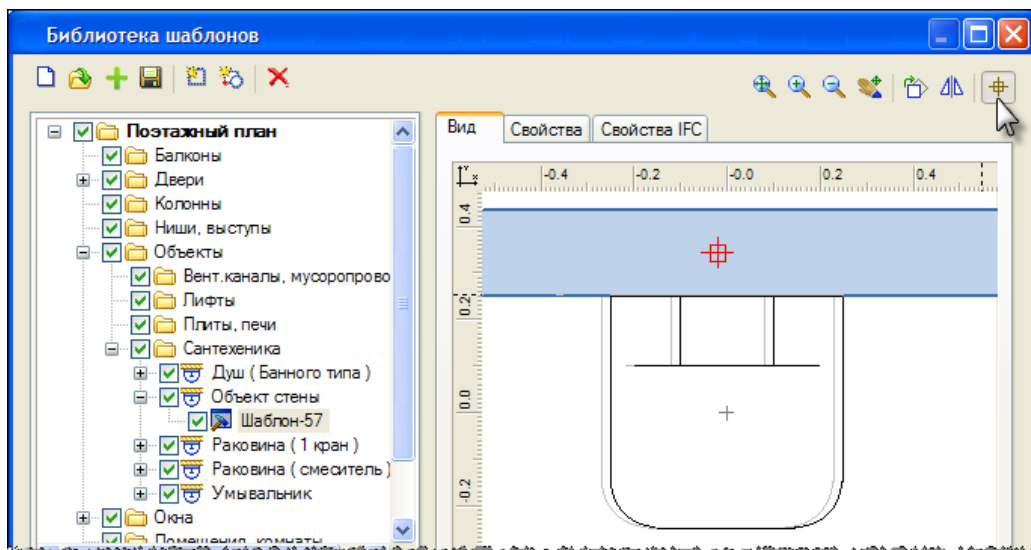 Библиотека шаблонов
Поэтажный план
Балконы
Двери
Колонны
Ниши, выступы
Объекты
Вент.каналы, мусоропрово
Лифты
Плиты, печи
Сантехеника
Душ ( Банного типа )
Объект стены
Шаблон-57
Раковина ( 1 кран )
Раковина ( смеситель )
Умывальник
Окна
Помещения, комнаты
Вид Свойства Свойства IFC
Y x -0.4 -0.2 -0.0 0.2 0.4
0.4
0.2
0.0
-0.2